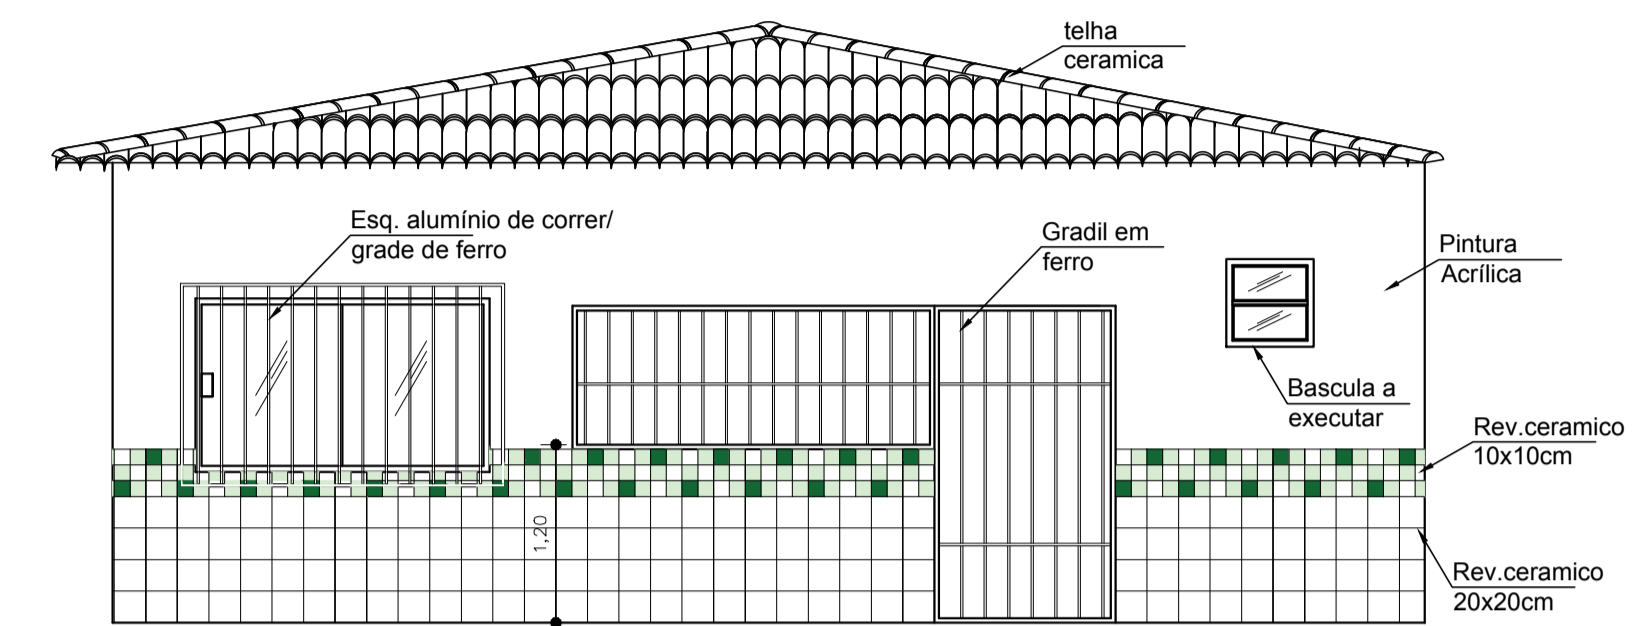 telha
ceramica
Esq. alumínio de correr/
grade de ferro
Gradil em
ferro
Pintura
Acrílica
Bascula a
executar
Rev.ceramico
10x10cm
1,20
Rev.ceramico
20x20cm